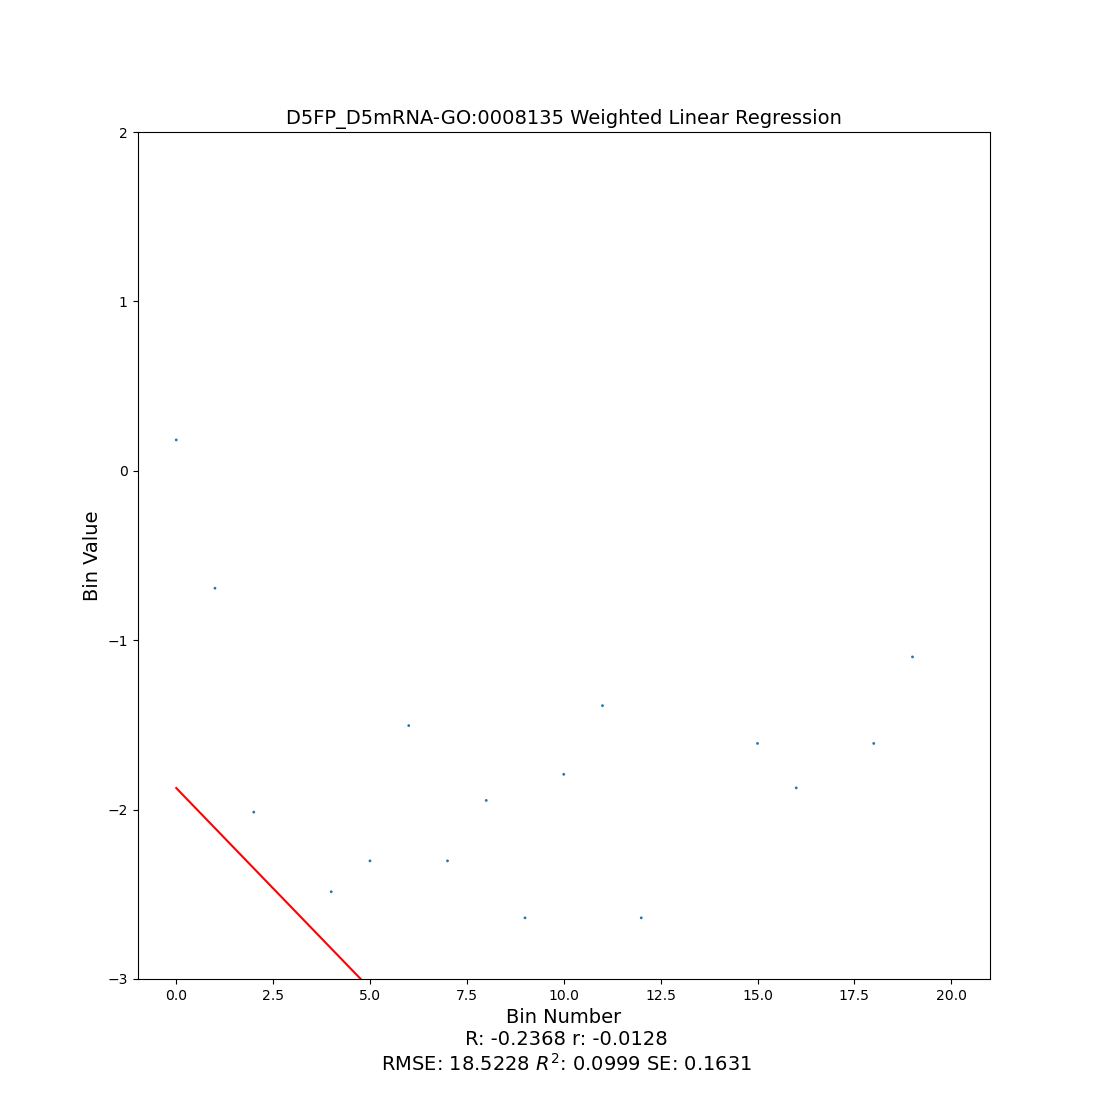 D5FP_D5mRNA-GO:0008135 Weighted Linear Regression
2
1
0
−1
−2
−3
Bin Value
0.0 2.5 5.0 7.5 10.0 12.5 15.0 17.5 20.0
Bin Number
R: -0.2368 r: -0.0128
RMSE: 18.5228 R²: 0.0999 SE: 0.1631